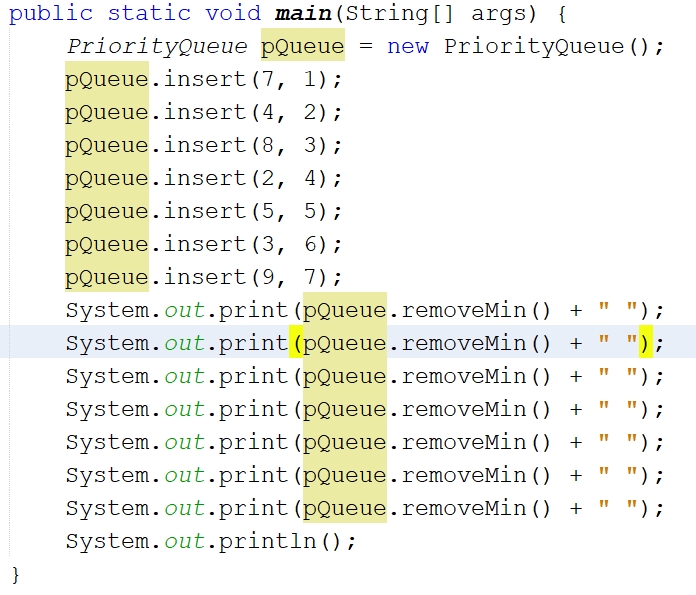 public static void main(String[] args) {
PriorityQueue pQueue = new PriorityQueue();
pQueue.insert(7, 1);
pQueue.insert(4, 2);
pQueue.insert(8, 3);
pQueue.insert(2, 4);
pQueue.insert(5, 5);
pQueue.insert(3, 6);
pQueue.insert(9, 7);
System.out.print(pQueue.removeMin() + " ");
System.out.print(pQueue.removeMin() + " ");
System.out.print(pQueue.removeMin() + " ");
System.out.print(pQueue.removeMin() + " ");
System.out.print(pQueue.removeMin() + " ");
System.out.print(pQueue.removeMin() + " ");
System.out.print(pQueue.removeMin() + " ");
System.out.println();
}